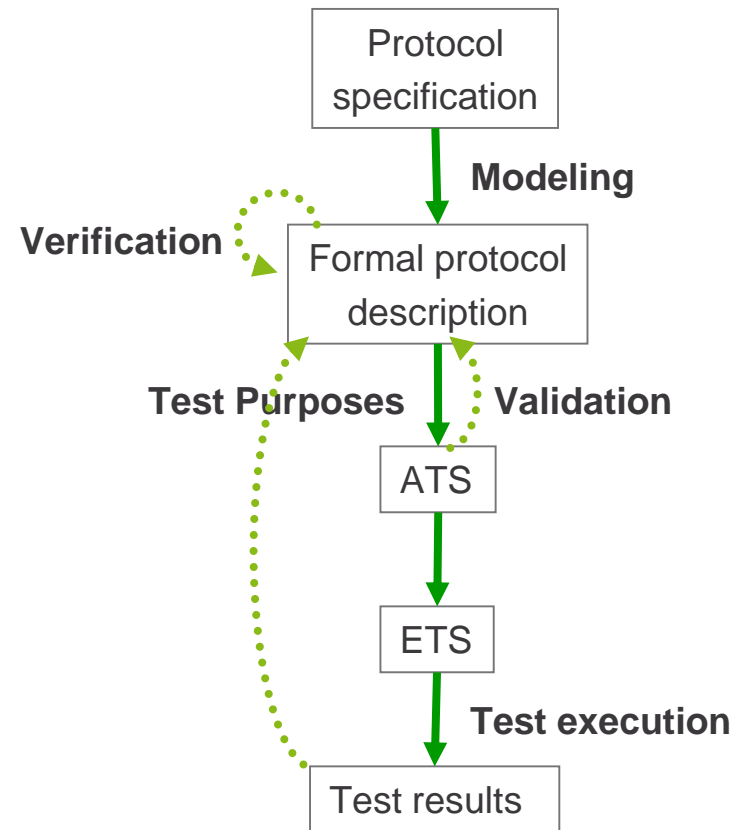 Protocol
specification
Modeling
Verification
Formal protocol
description
Test Purposes
Validation
ATS
ETS
Test execution
Test results